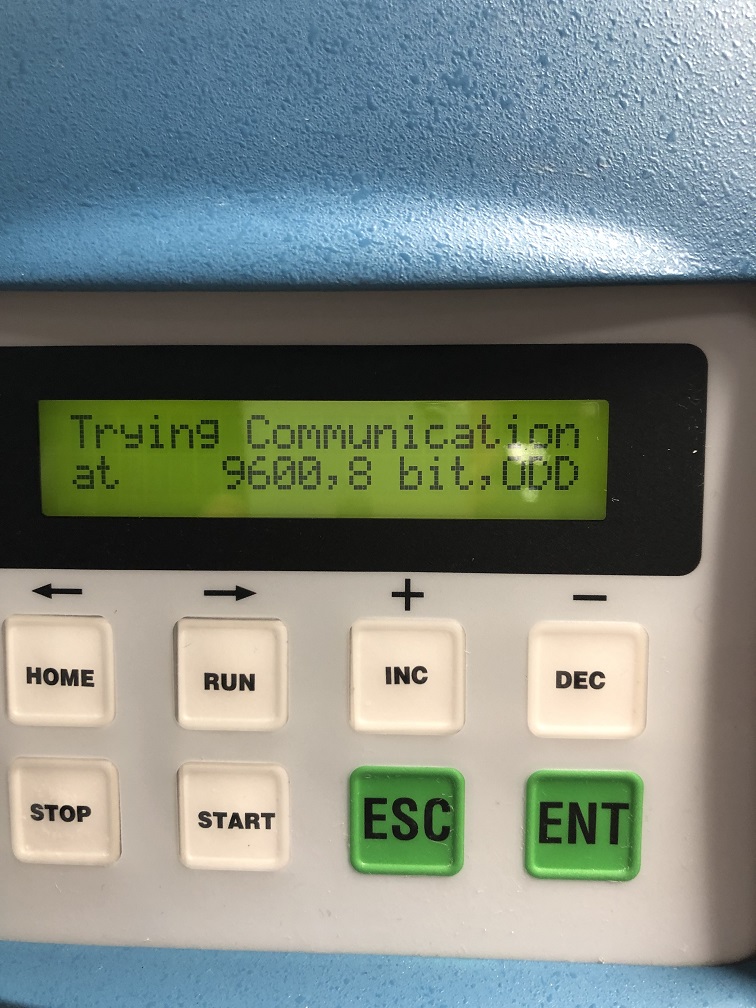 Trying Communication
at 9600,8 bit,ODD
← → + −
HOME RUN INC DEC
STOP START ESC ENT